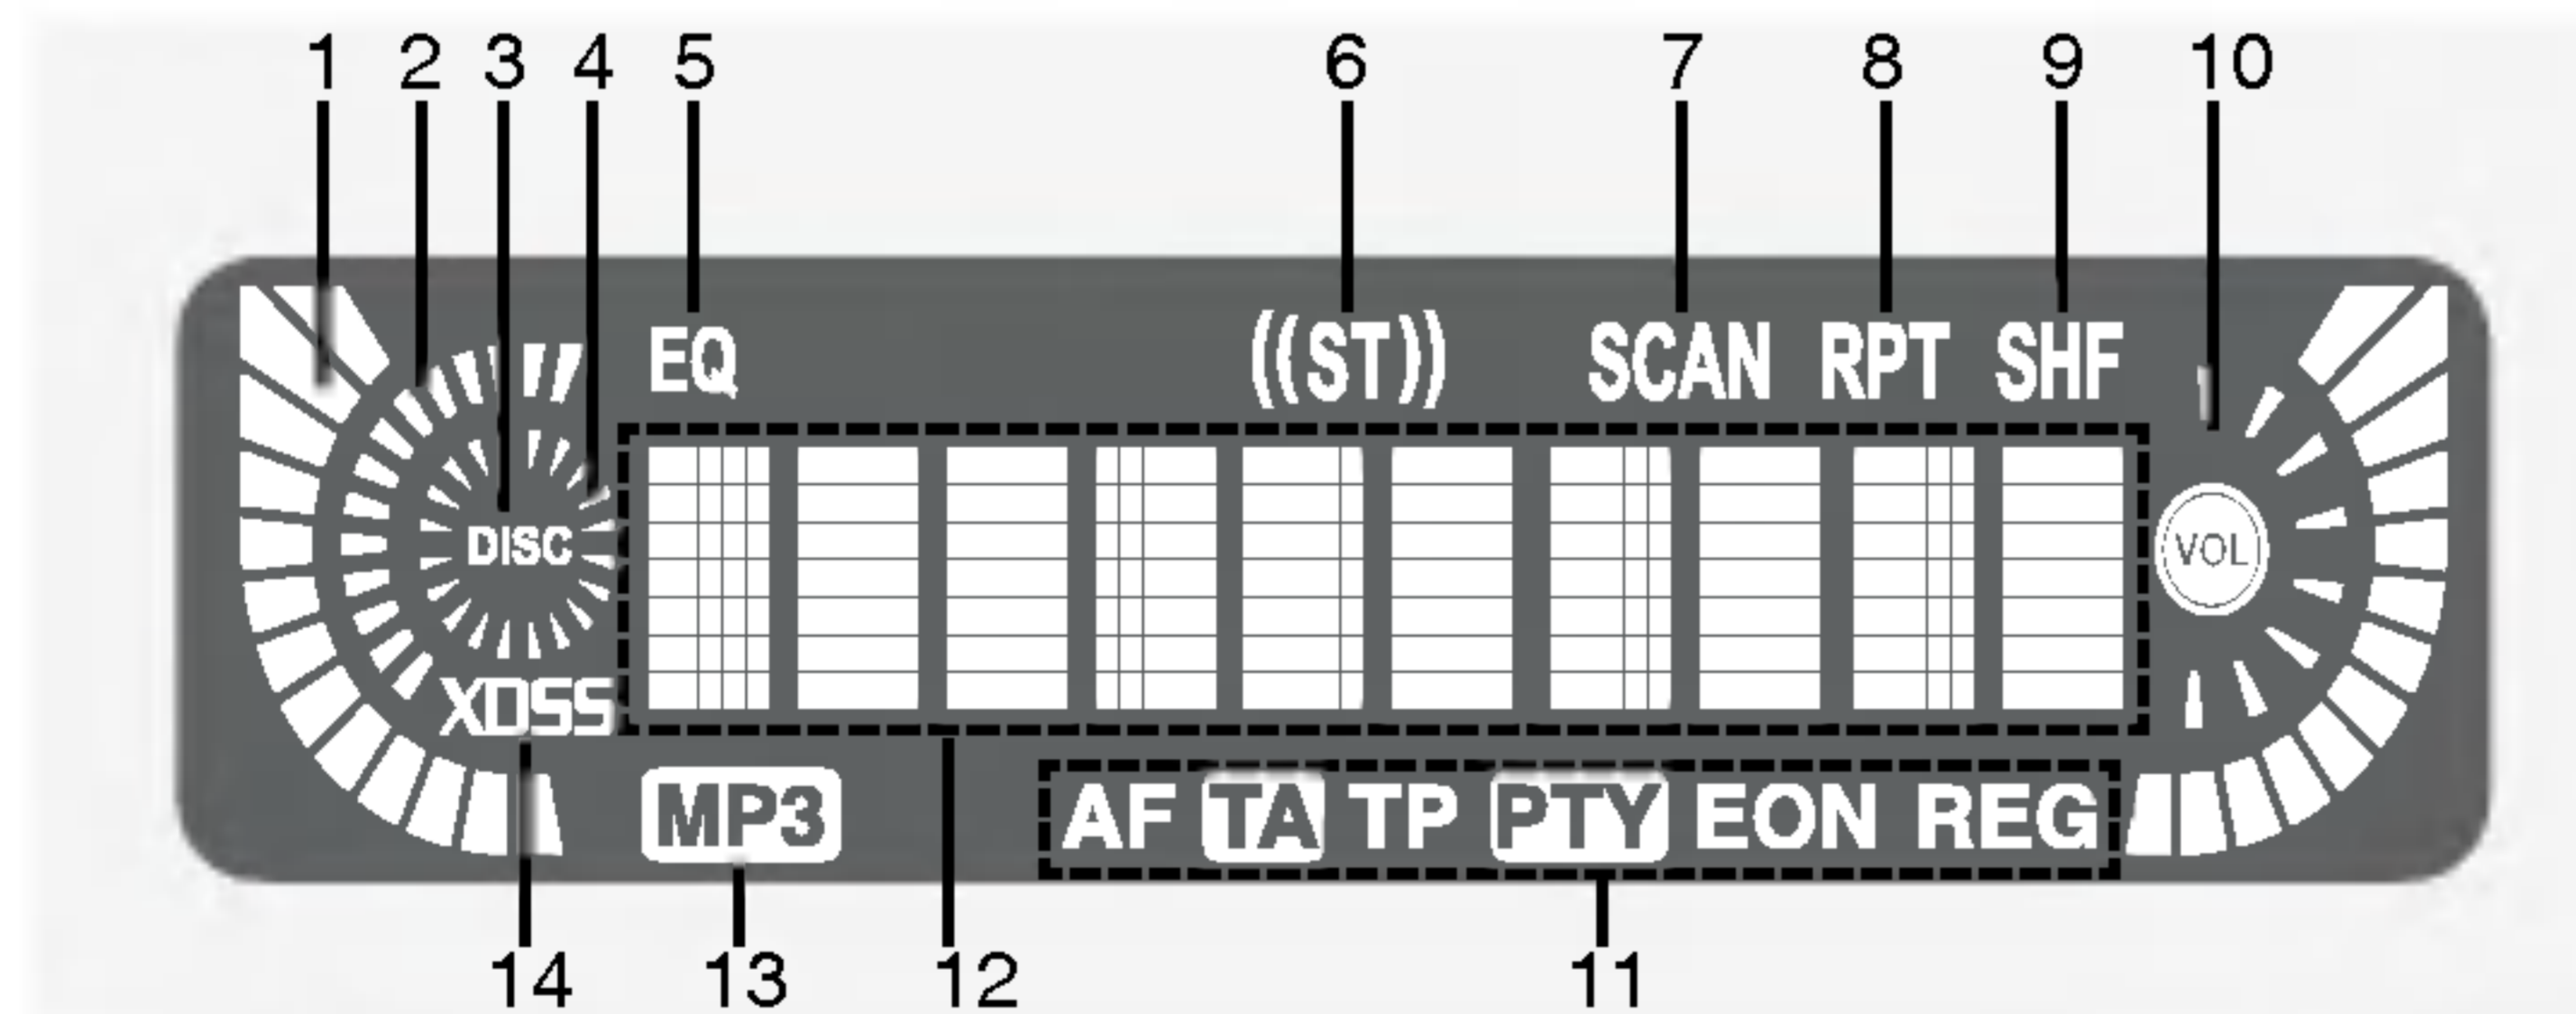 1 2 3 4 5 6 7 8 9 10
EQ ((ST)) SCAN RPT SHF
DISC VOL
XDSS
MP3 AF TA TP PTY EON REG
14 13 12 11